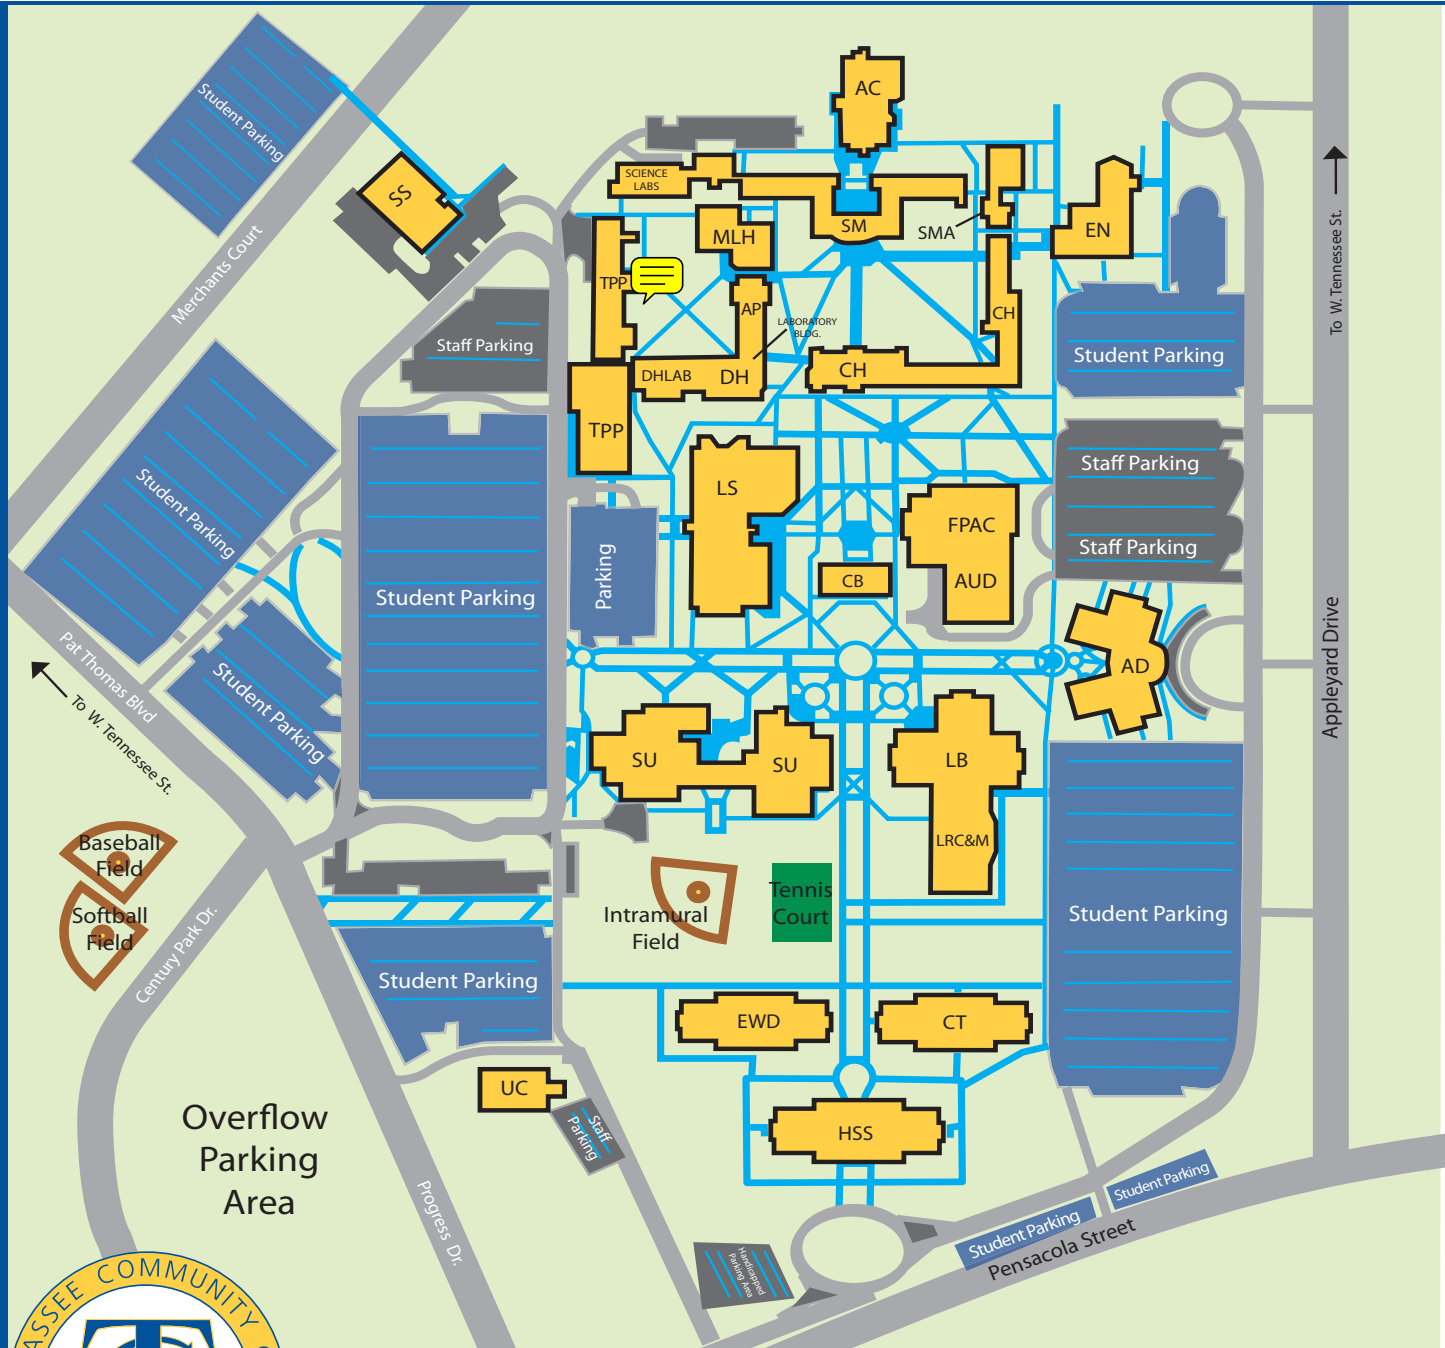 AC
Student Parking
SCIENCE
LABS
SS
SM
SMA
EN
MLH
To W. Tennessee St.
Merchants Court
TPP
AP
CH
LABORATORY
BLDG.
Staff Parking
Student Parking
CH
DHLAB
DH
TPP
Staff Parking
LS
Student Parking
FPAC
Staff Parking
Parking
CB
AUD
Student Parking
Appleyard Drive
Pat Thomas Blvd
AD
Student Parking
To W. Tennessee St.
SU
SU
LB
Baseball
Field
LRC&M
Tennis
Court
Softball
Field
Intramural
Field
Student Parking
Century Park Dr.
Student Parking
EWD
CT
UC
Overflow
Parking
Area
Staff
Parking
HSS
Student Parking
Progress Dr.
Student Parking
Pensacola Street
Handicapped
Parking Area
ASSEE COMMUNITY